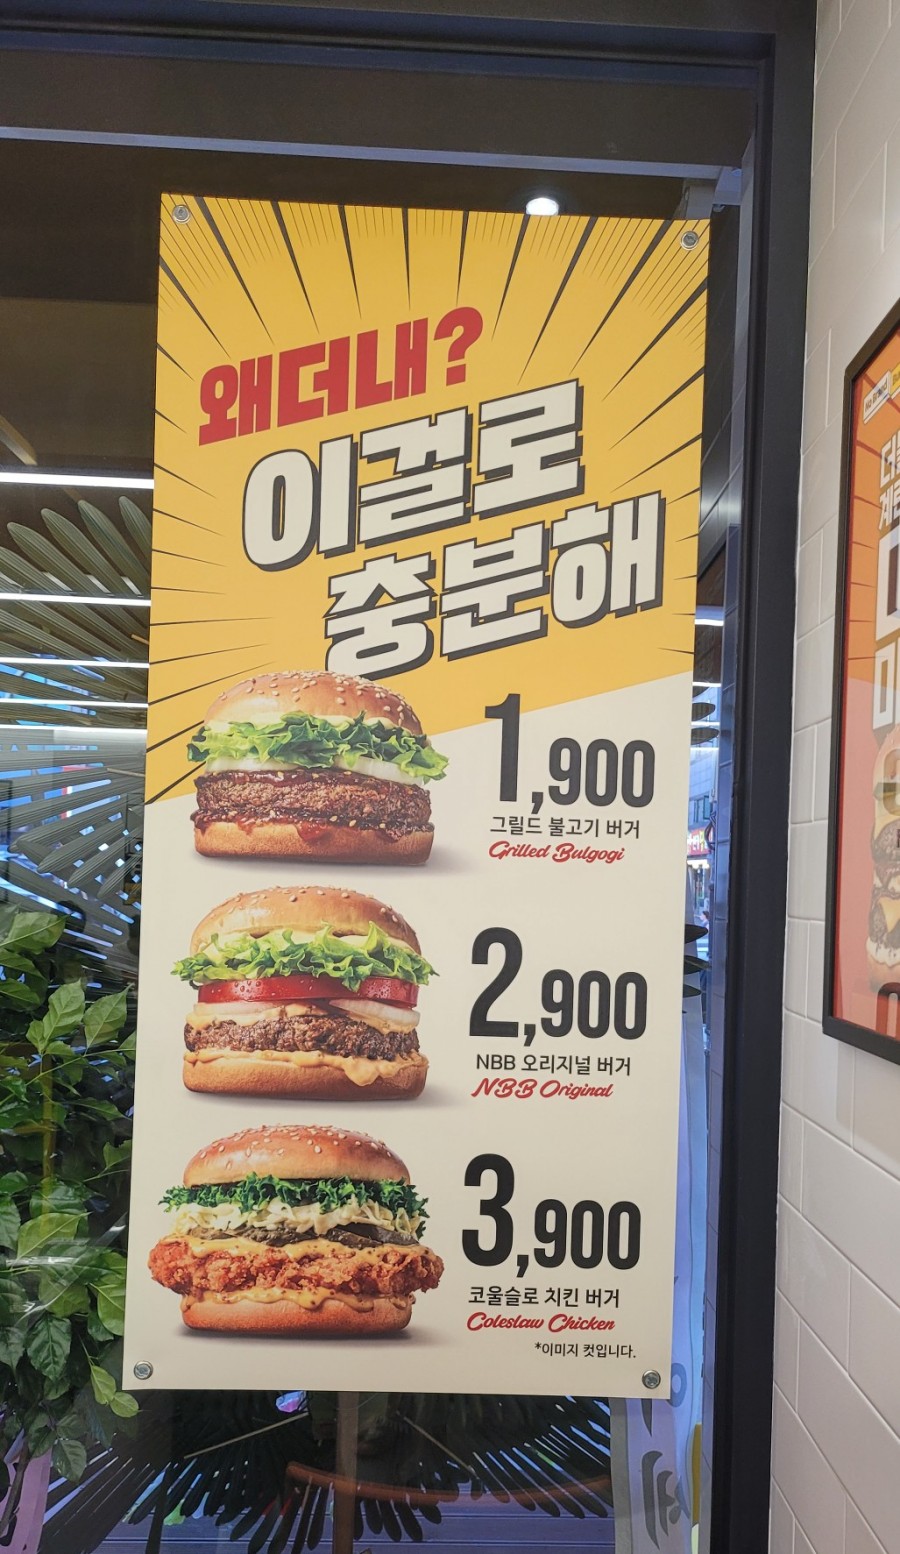 왜더내?
이걸로
충분해
1,900
그릴드 불고기 버거
Grilled Bulgogi
2,900
NBB 오리지널 버거
NBB Original
3,900
코울슬로 치킨 버거
Coleslaw Chicken
*이미지 컷입니다.